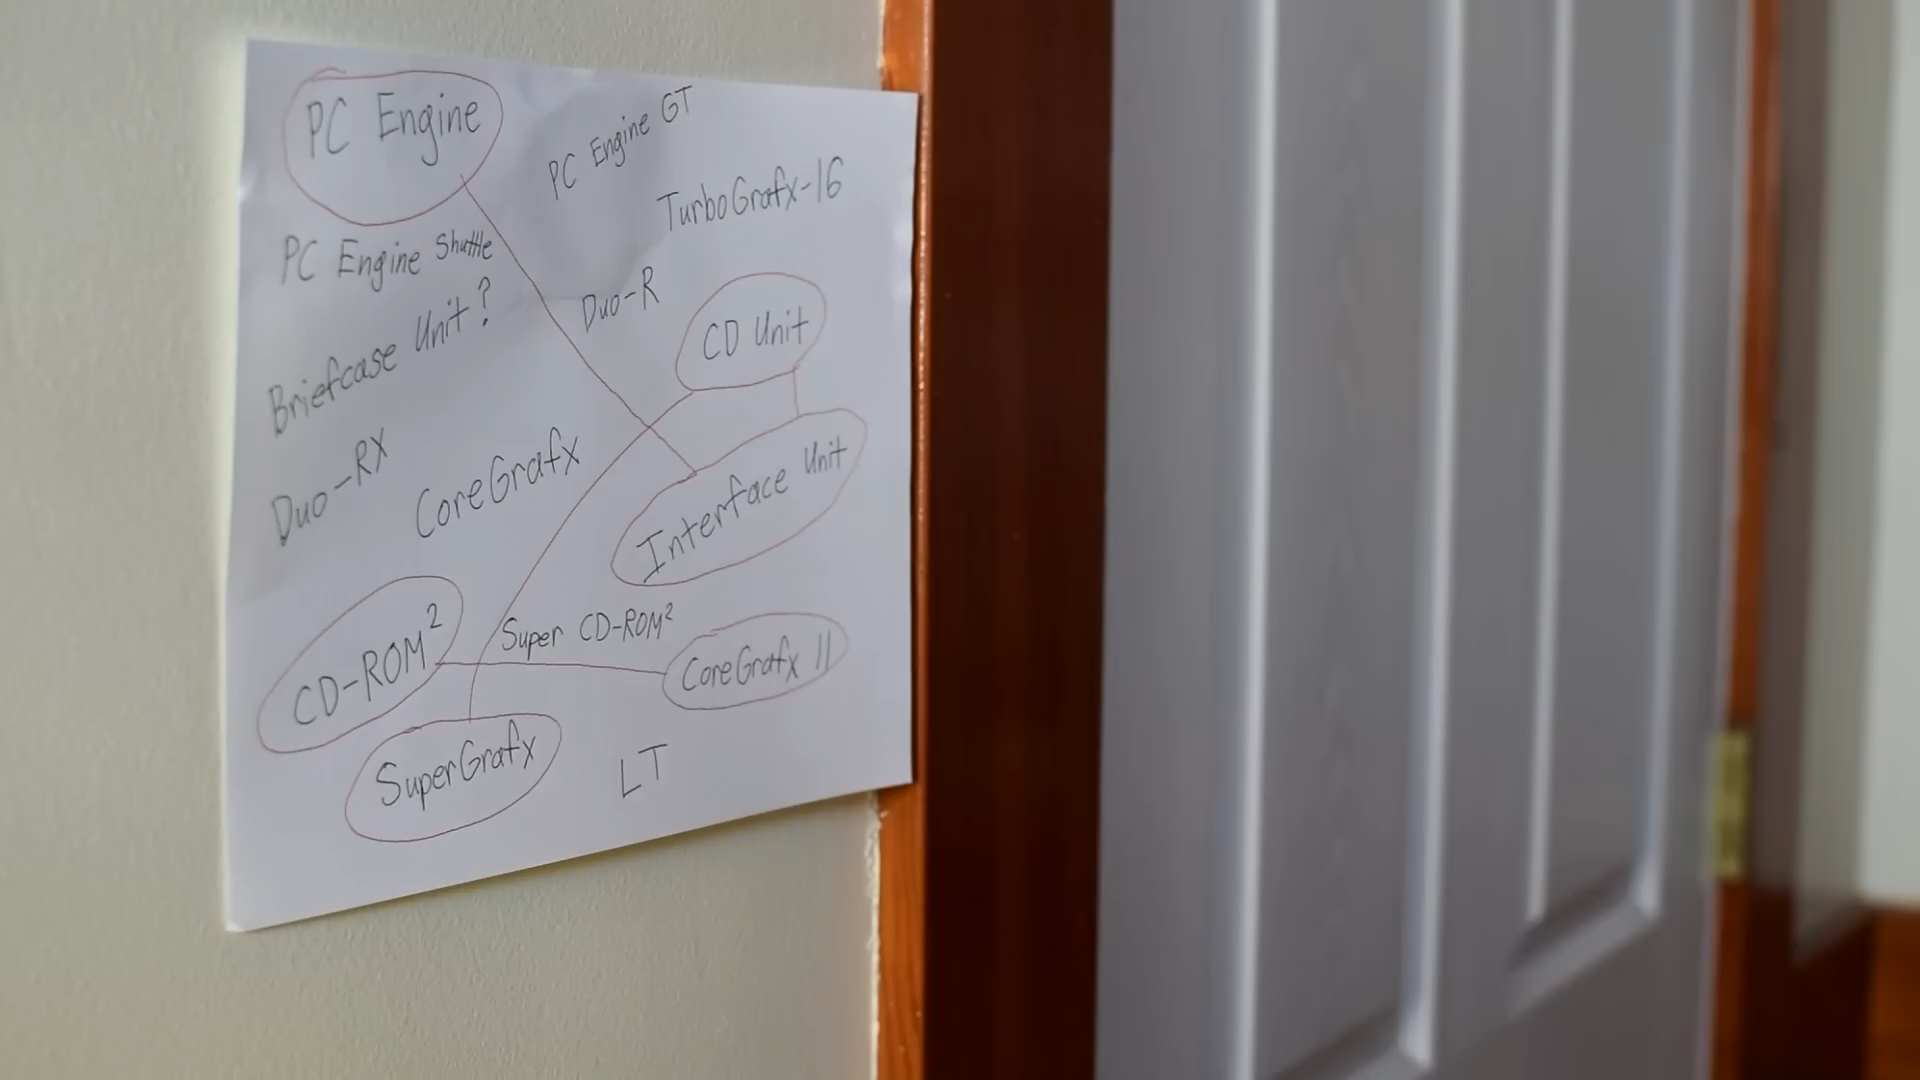 PC Engine
PC Engine GT
TurboGrafx-16
PC Engine Shuttle
Duo-R
CD Unit
Briefcase Unit?
Duo-RX
CoreGrafx
Interface Unit
CD-ROM²
Super CD-ROM²
CoreGrafx II
SuperGrafx
LT